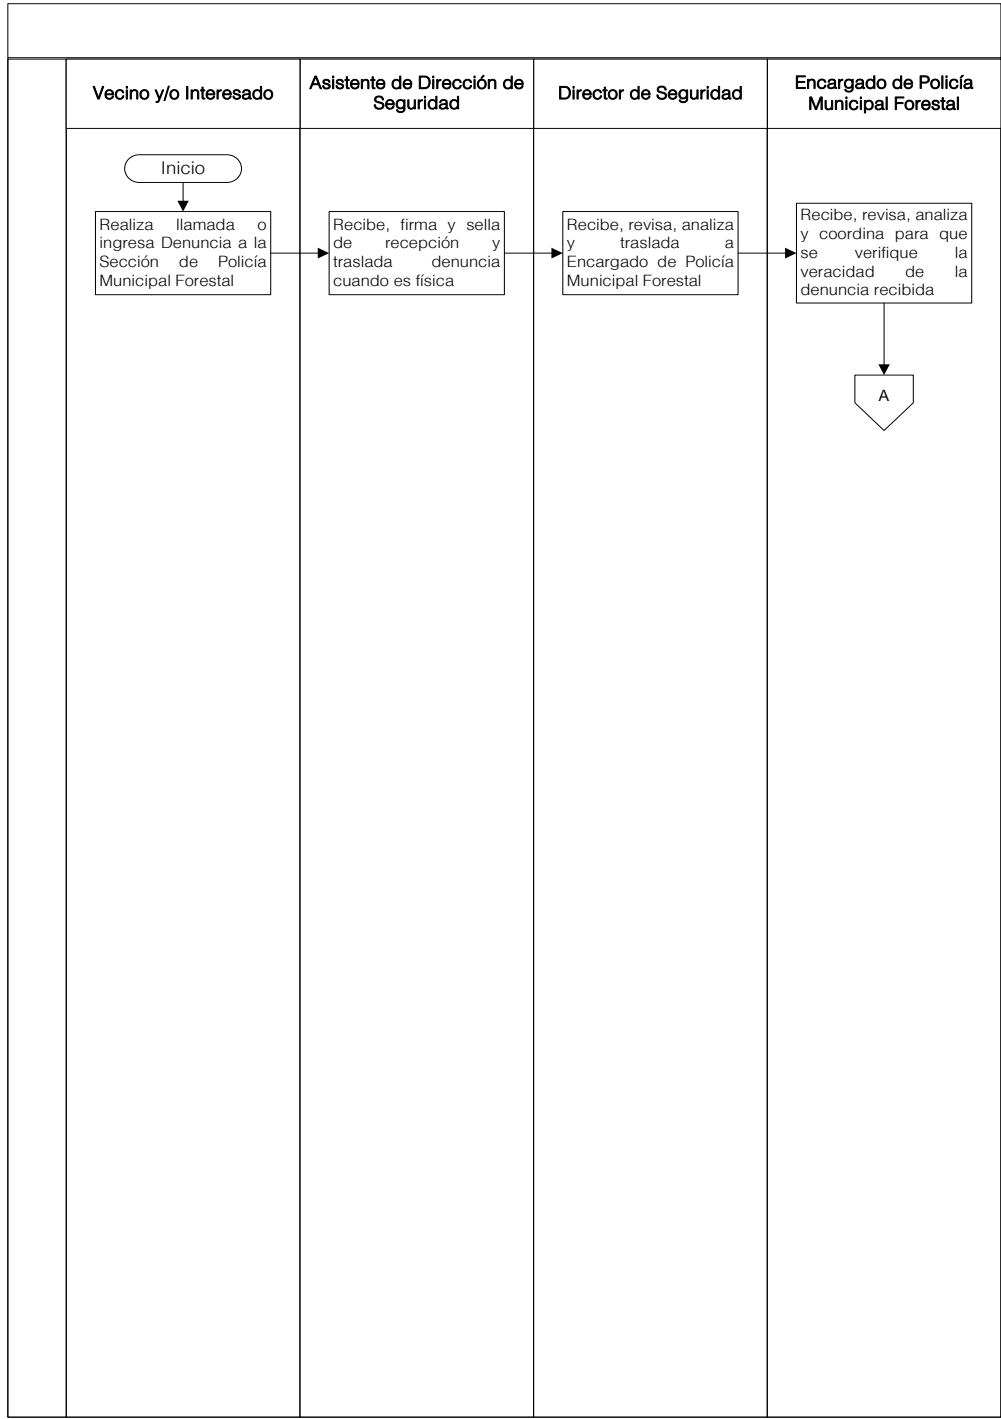 Vecino y/o Interesado
Asistente de Dirección de
Seguridad
Director de Seguridad
Encargado de Policía
Municipal Forestal
Inicio
Realiza llamada o
ingresa Denuncia a la
Sección de Policía
Municipal Forestal
Recibe, firma y sella
de recepción y
traslada denuncia
cuando es física
Recibe, revisa, analiza
y traslada a
Encargado de Policía
Municipal Forestal
Recibe, revisa, analiza
y coordina para que
se verifique la
veracidad de la
denuncia recibida
A